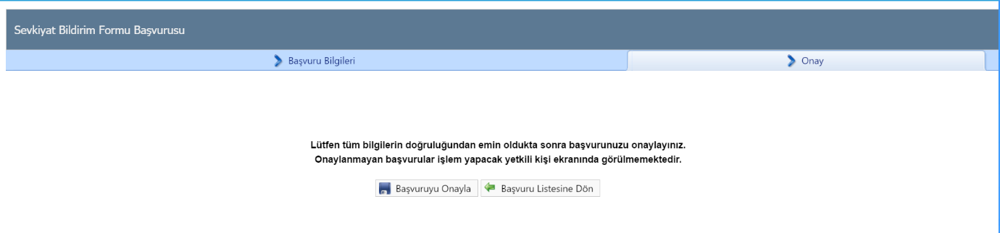 Sevkiyat Bildirim Formu Başvurusu
Başvuru Bilgileri
Onay
Lütfen tüm bilgilerin doğruluğundan emin oldukta sonra başvurunuzu onaylayınız.
Onaylanmayan başvurular işlem yapacak yetkili kişi ekranında görülmemektedir.
Başvuruyu Onayla
Başvuru Listesine Dön